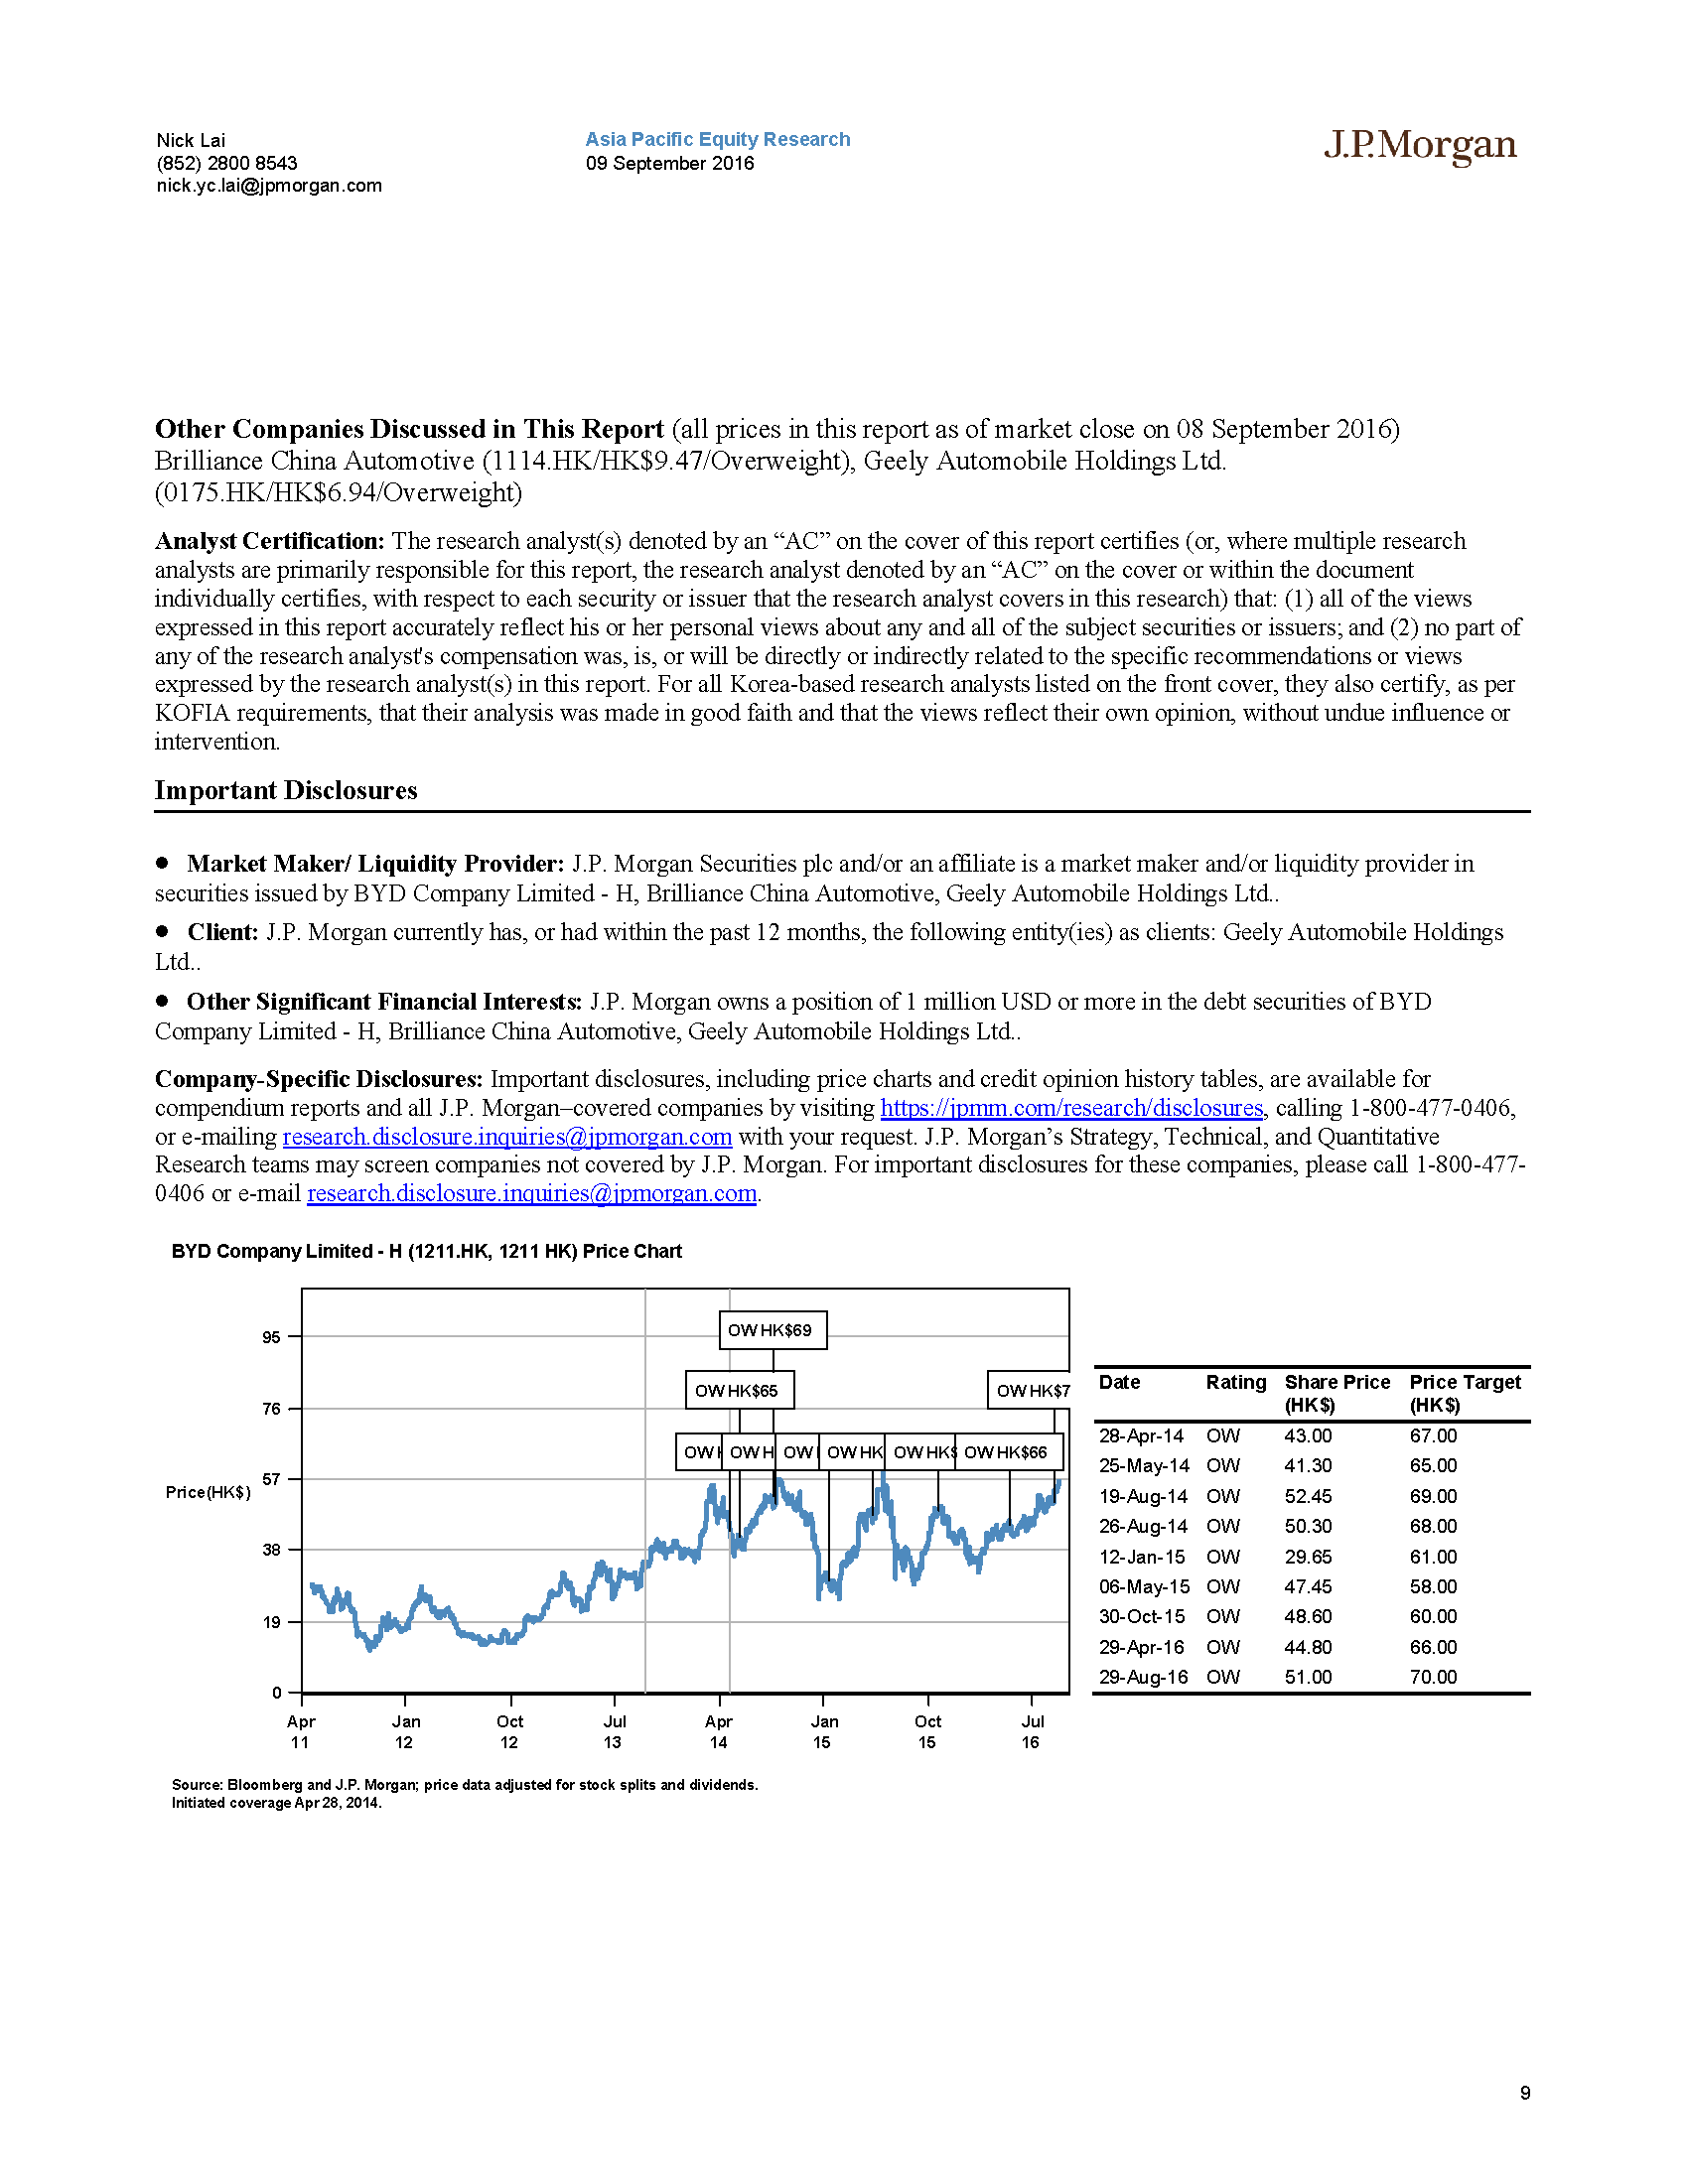 Nick Lai
(852) 2800 8543
nick.yc.lai@jpmorgan.com
Asia Pacific Equity Research
09 September 2016
J.P.Morgan
Other Companies Discussed in This Report (all prices in this report as of market close on 08 September 2016)
Brilliance China Automotive (1114.HK/HK$9.47/Overweight), Geely Automobile Holdings Ltd.
(0175.HK/HK$6.94/Overweight)
Analyst Certification: The research analyst(s) denoted by an “AC” on the cover of this report certifies (or, where multiple research
analysts are primarily responsible for this report, the research analyst denoted by an “AC” on the cover or within the document
individually certifies, with respect to each security or issuer that the research analyst covers in this research) that: (1) all of the views
expressed in this report accurately reflect his or her personal views about any and all of the subject securities or issuers; and (2) no part of
any of the research analyst's compensation was, is, or will be directly or indirectly related to the specific recommendations or views
expressed by the research analyst(s) in this report. For all Korea-based research analysts listed on the front cover, they also certify, as per
KOFIA requirements, that their analysis was made in good faith and that the views reflect their own opinion, without undue influence or
intervention.
Important Disclosures
● Market Maker/ Liquidity Provider: J.P. Morgan Securities plc and/or an affiliate is a market maker and/or liquidity provider in
securities issued by BYD Company Limited - H, Brilliance China Automotive, Geely Automobile Holdings Ltd..
● Client: J.P. Morgan currently has, or had within the past 12 months, the following entity(ies) as clients: Geely Automobile Holdings
Ltd..
● Other Significant Financial Interests: J.P. Morgan owns a position of 1 million USD or more in the debt securities of BYD
Company Limited - H, Brilliance China Automotive, Geely Automobile Holdings Ltd..
Company-Specific Disclosures: Important disclosures, including price charts and credit opinion history tables, are available for
compendium reports and all J.P. Morgan–covered companies by visiting https://jpmm.com/research/disclosures, calling 1-800-477-0406,
or e-mailing research.disclosure.inquiries@jpmorgan.com with your request. J.P. Morgan’s Strategy, Technical, and Quantitative
Research teams may screen companies not covered by J.P. Morgan. For important disclosures for these companies, please call 1-800-477-
0406 or e-mail research.disclosure.inquiries@jpmorgan.com.
BYD Company Limited - H (1211.HK, 1211 HK) Price Chart
OW HK$69
95
OW HK$65
OW HK$7
76
OW H OW H OW OW HK OW HK$ OW HK$66
57
Price(HK$)
38
19
0
Apr Jan Oct Jul Apr Jan Oct Jul
11 12 12 13 14 15 15 16
Date Rating Share Price Price Target
(HK$) (HK$)
28-Apr-14 OW 43.00 67.00
25-May-14 OW 41.30 65.00
19-Aug-14 OW 52.45 69.00
26-Aug-14 OW 50.30 68.00
12-Jan-15 OW 29.65 61.00
06-May-15 OW 47.45 58.00
30-Oct-15 OW 48.60 60.00
29-Apr-16 OW 44.80 66.00
29-Aug-16 OW 51.00 70.00
Source: Bloomberg and J.P. Morgan; price data adjusted for stock splits and dividends.
Initiated coverage Apr 28, 2014.
9